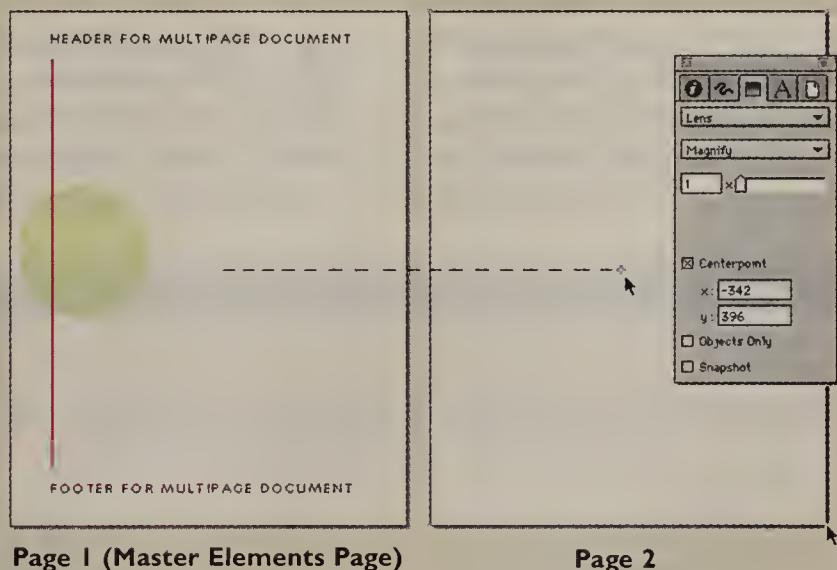 HEADER FOR MULTIPAGE DOCUMENT
FOOTER FOR MULTIPAGE DOCUMENT
Page 1 (Master Elements Page)
A
Lens
Magnify
1 x
Centerpoint
x: -342
y: 396
Objects Only
Snapshot
Page 2